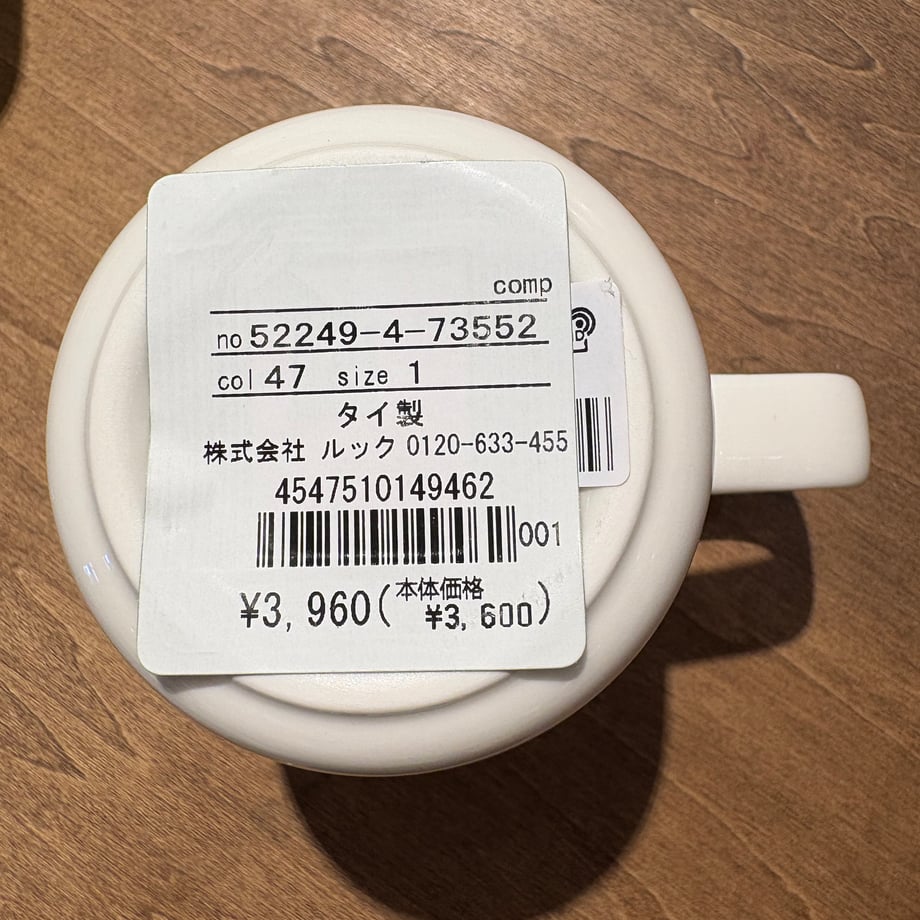 comp
no 52249-4-73552
col 47 size 1
タイ製
株式会社 ルック 0120-633-455
4547510149462
001
¥3,960(本体価格 ¥3,600)